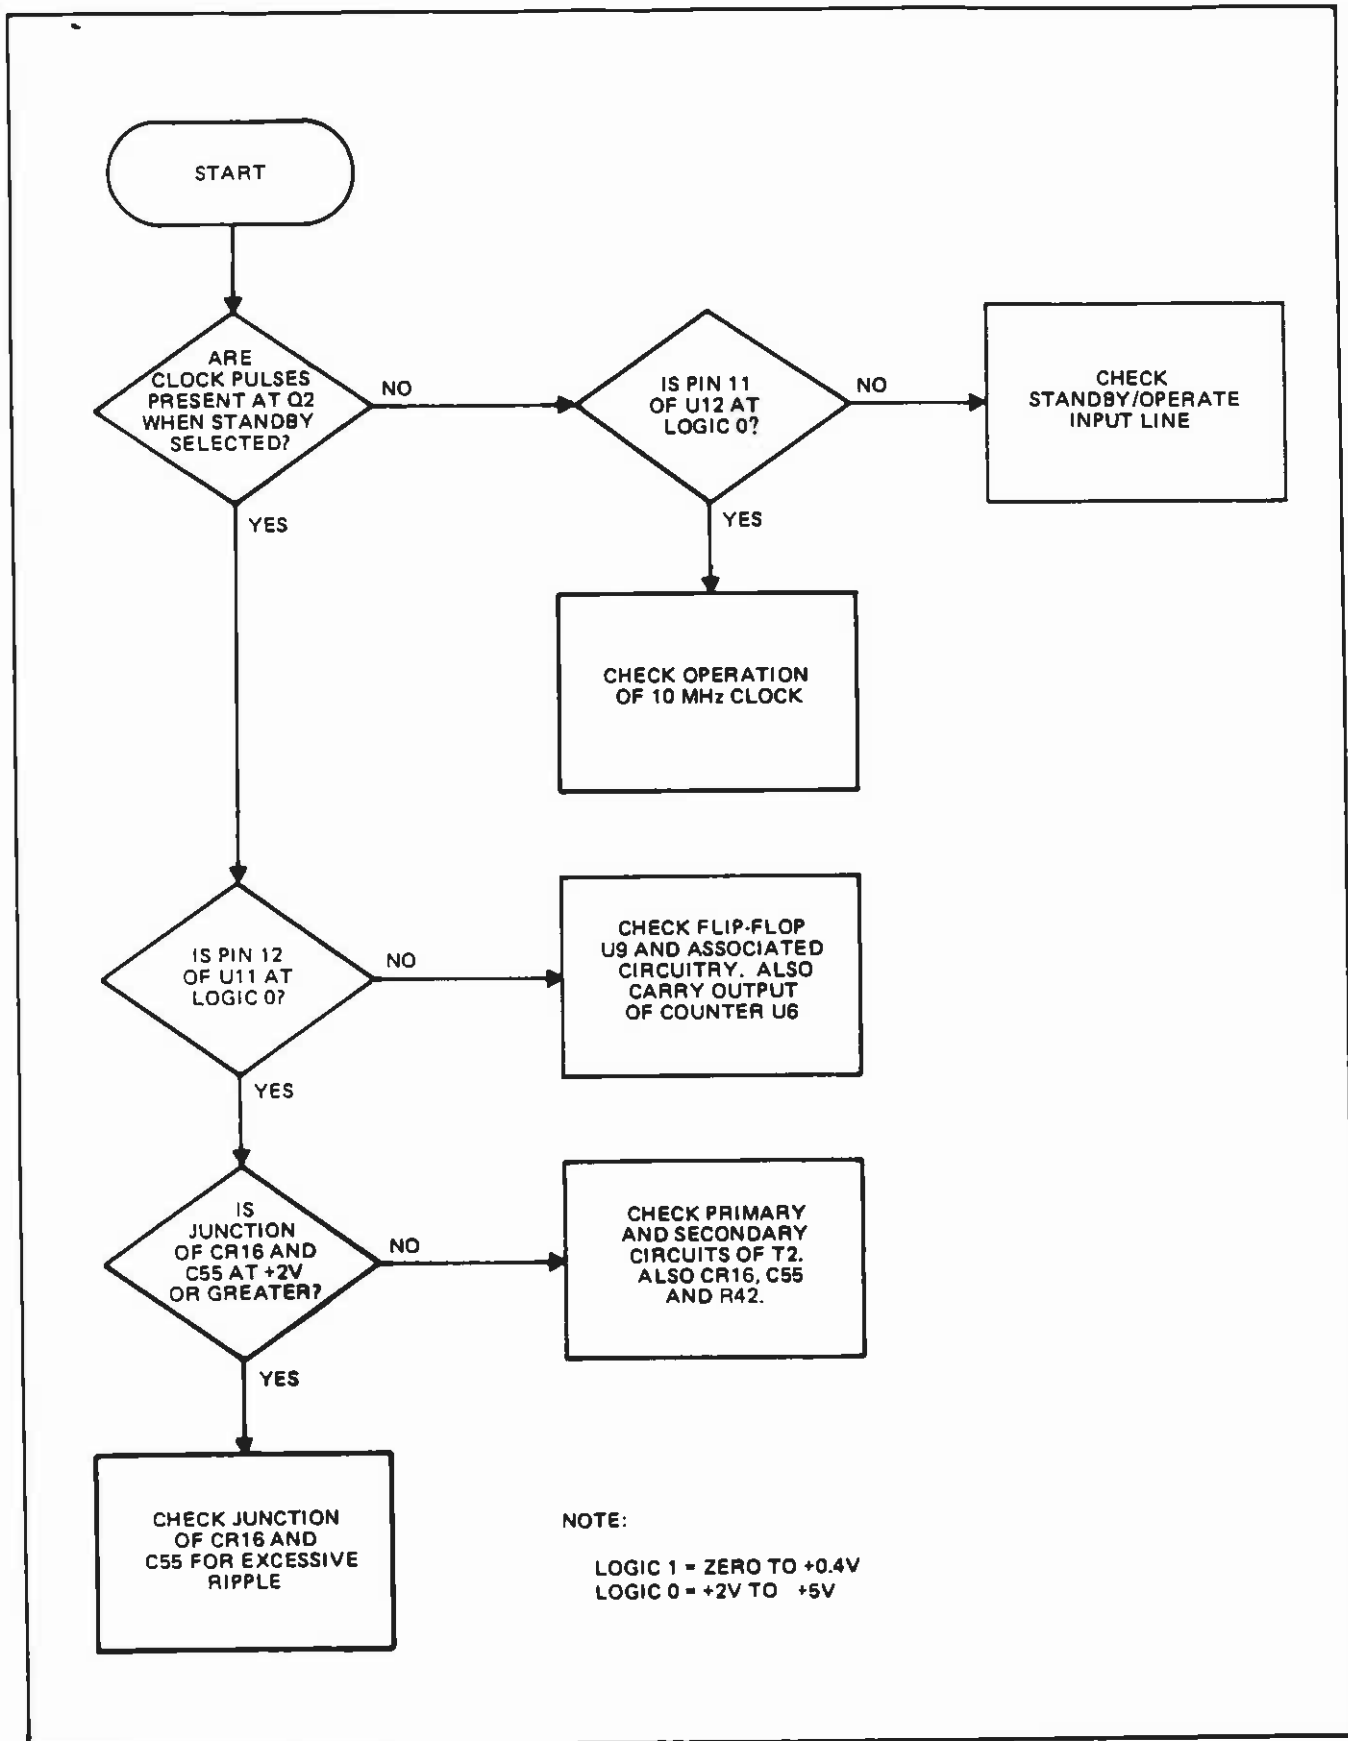 START
ARE
CLOCK PULSES
PRESENT AT Q2
WHEN STANDBY
SELECTED?
NO
YES
IS PIN 11
OF U12 AT
LOGIC 0?
NO
YES
CHECK
STANDBY/OPERATE
INPUT LINE
CHECK OPERATION
OF 10 MHz CLOCK
IS PIN 12
OF U11 AT
LOGIC 0?
NO
YES
CHECK FLIP-FLOP
U9 AND ASSOCIATED
CIRCUITRY. ALSO
CARRY OUTPUT
OF COUNTER U6
IS
JUNCTION
OF CR16 AND
C55 AT +2V
OR GREATER?
NO
YES
CHECK PRIMARY
AND SECONDARY
CIRCUITS OF T2.
ALSO CR16, C55
AND R42.
CHECK JUNCTION
OF CR16 AND
C55 FOR EXCESSIVE
RIPPLE
NOTE:
LOGIC 1 = ZERO TO +0.4V
LOGIC 0 = +2V TO +5V